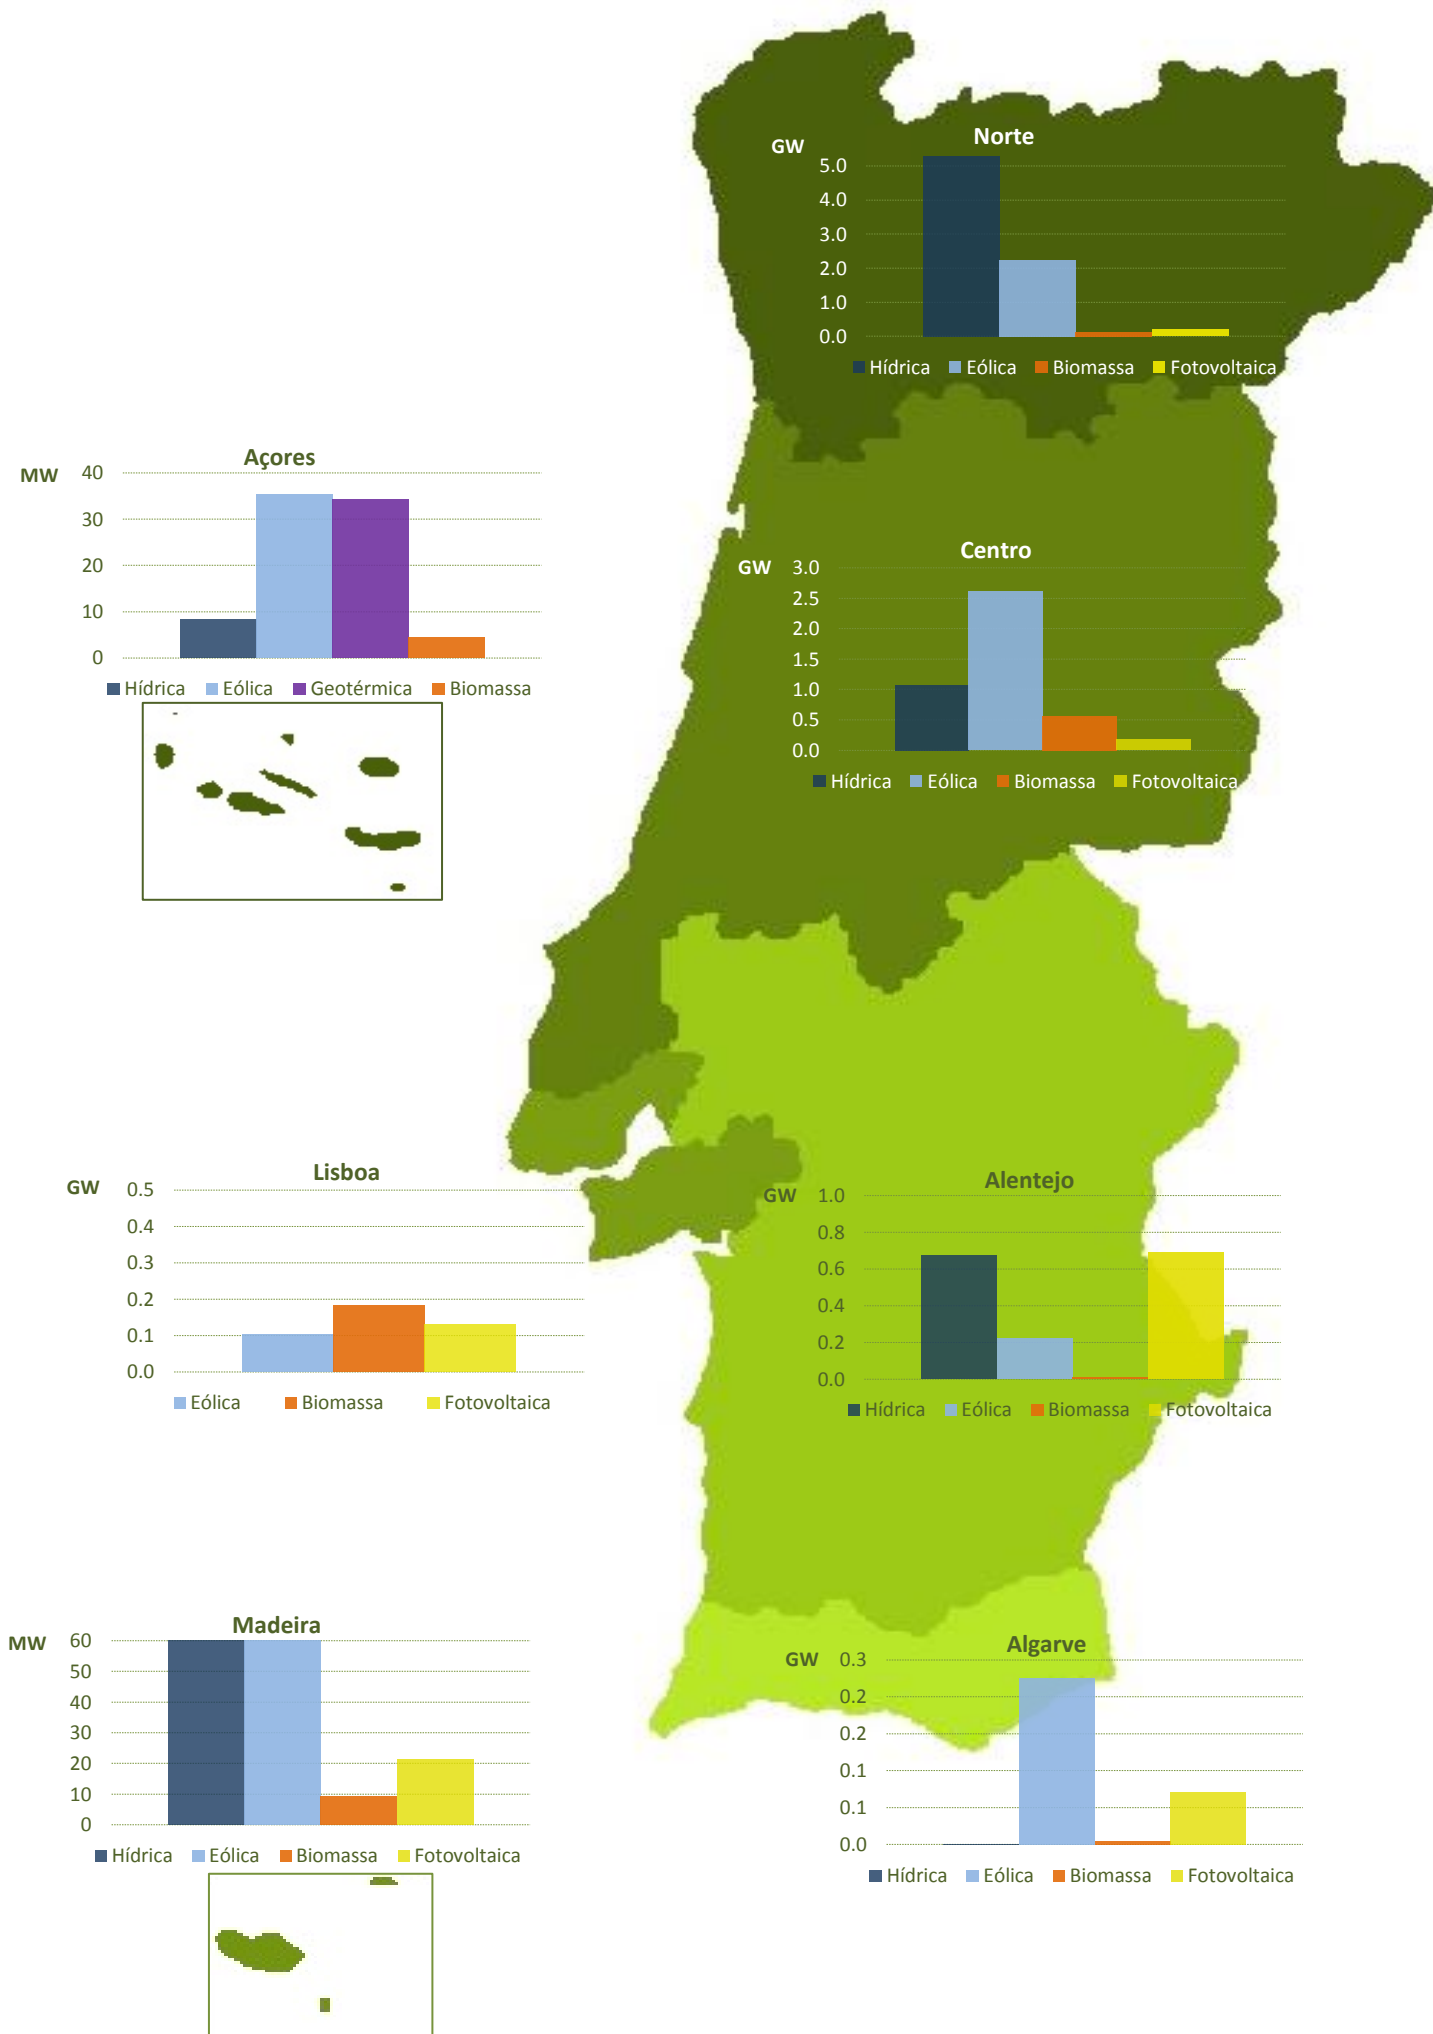 Norte
GW
5.0
4.0
3.0
2.0
1.0
0.0
Hídrica Eólica Biomassa Fotovoltaica
Açores
MW
40
30
20
10
0
Hídrica Eólica Geotérmica Biomassa
Centro
GW
3.0
2.5
2.0
1.5
1.0
0.5
0.0
Hídrica Eólica Biomassa Fotovoltaica
Lisboa
GW
0.5
0.4
0.3
0.2
0.1
0.0
Eólica Biomassa Fotovoltaica
Alentejo
GW
1.0
0.8
0.6
0.4
0.2
0.0
Hídrica Eólica Biomassa Fotovoltaica
Madeira
MW
60
50
40
30
20
10
0
Hídrica Eólica Biomassa Fotovoltaica
Algarve
GW
0.3
0.2
0.2
0.1
0.1
0.0
Hídrica Eólica Biomassa Fotovoltaica